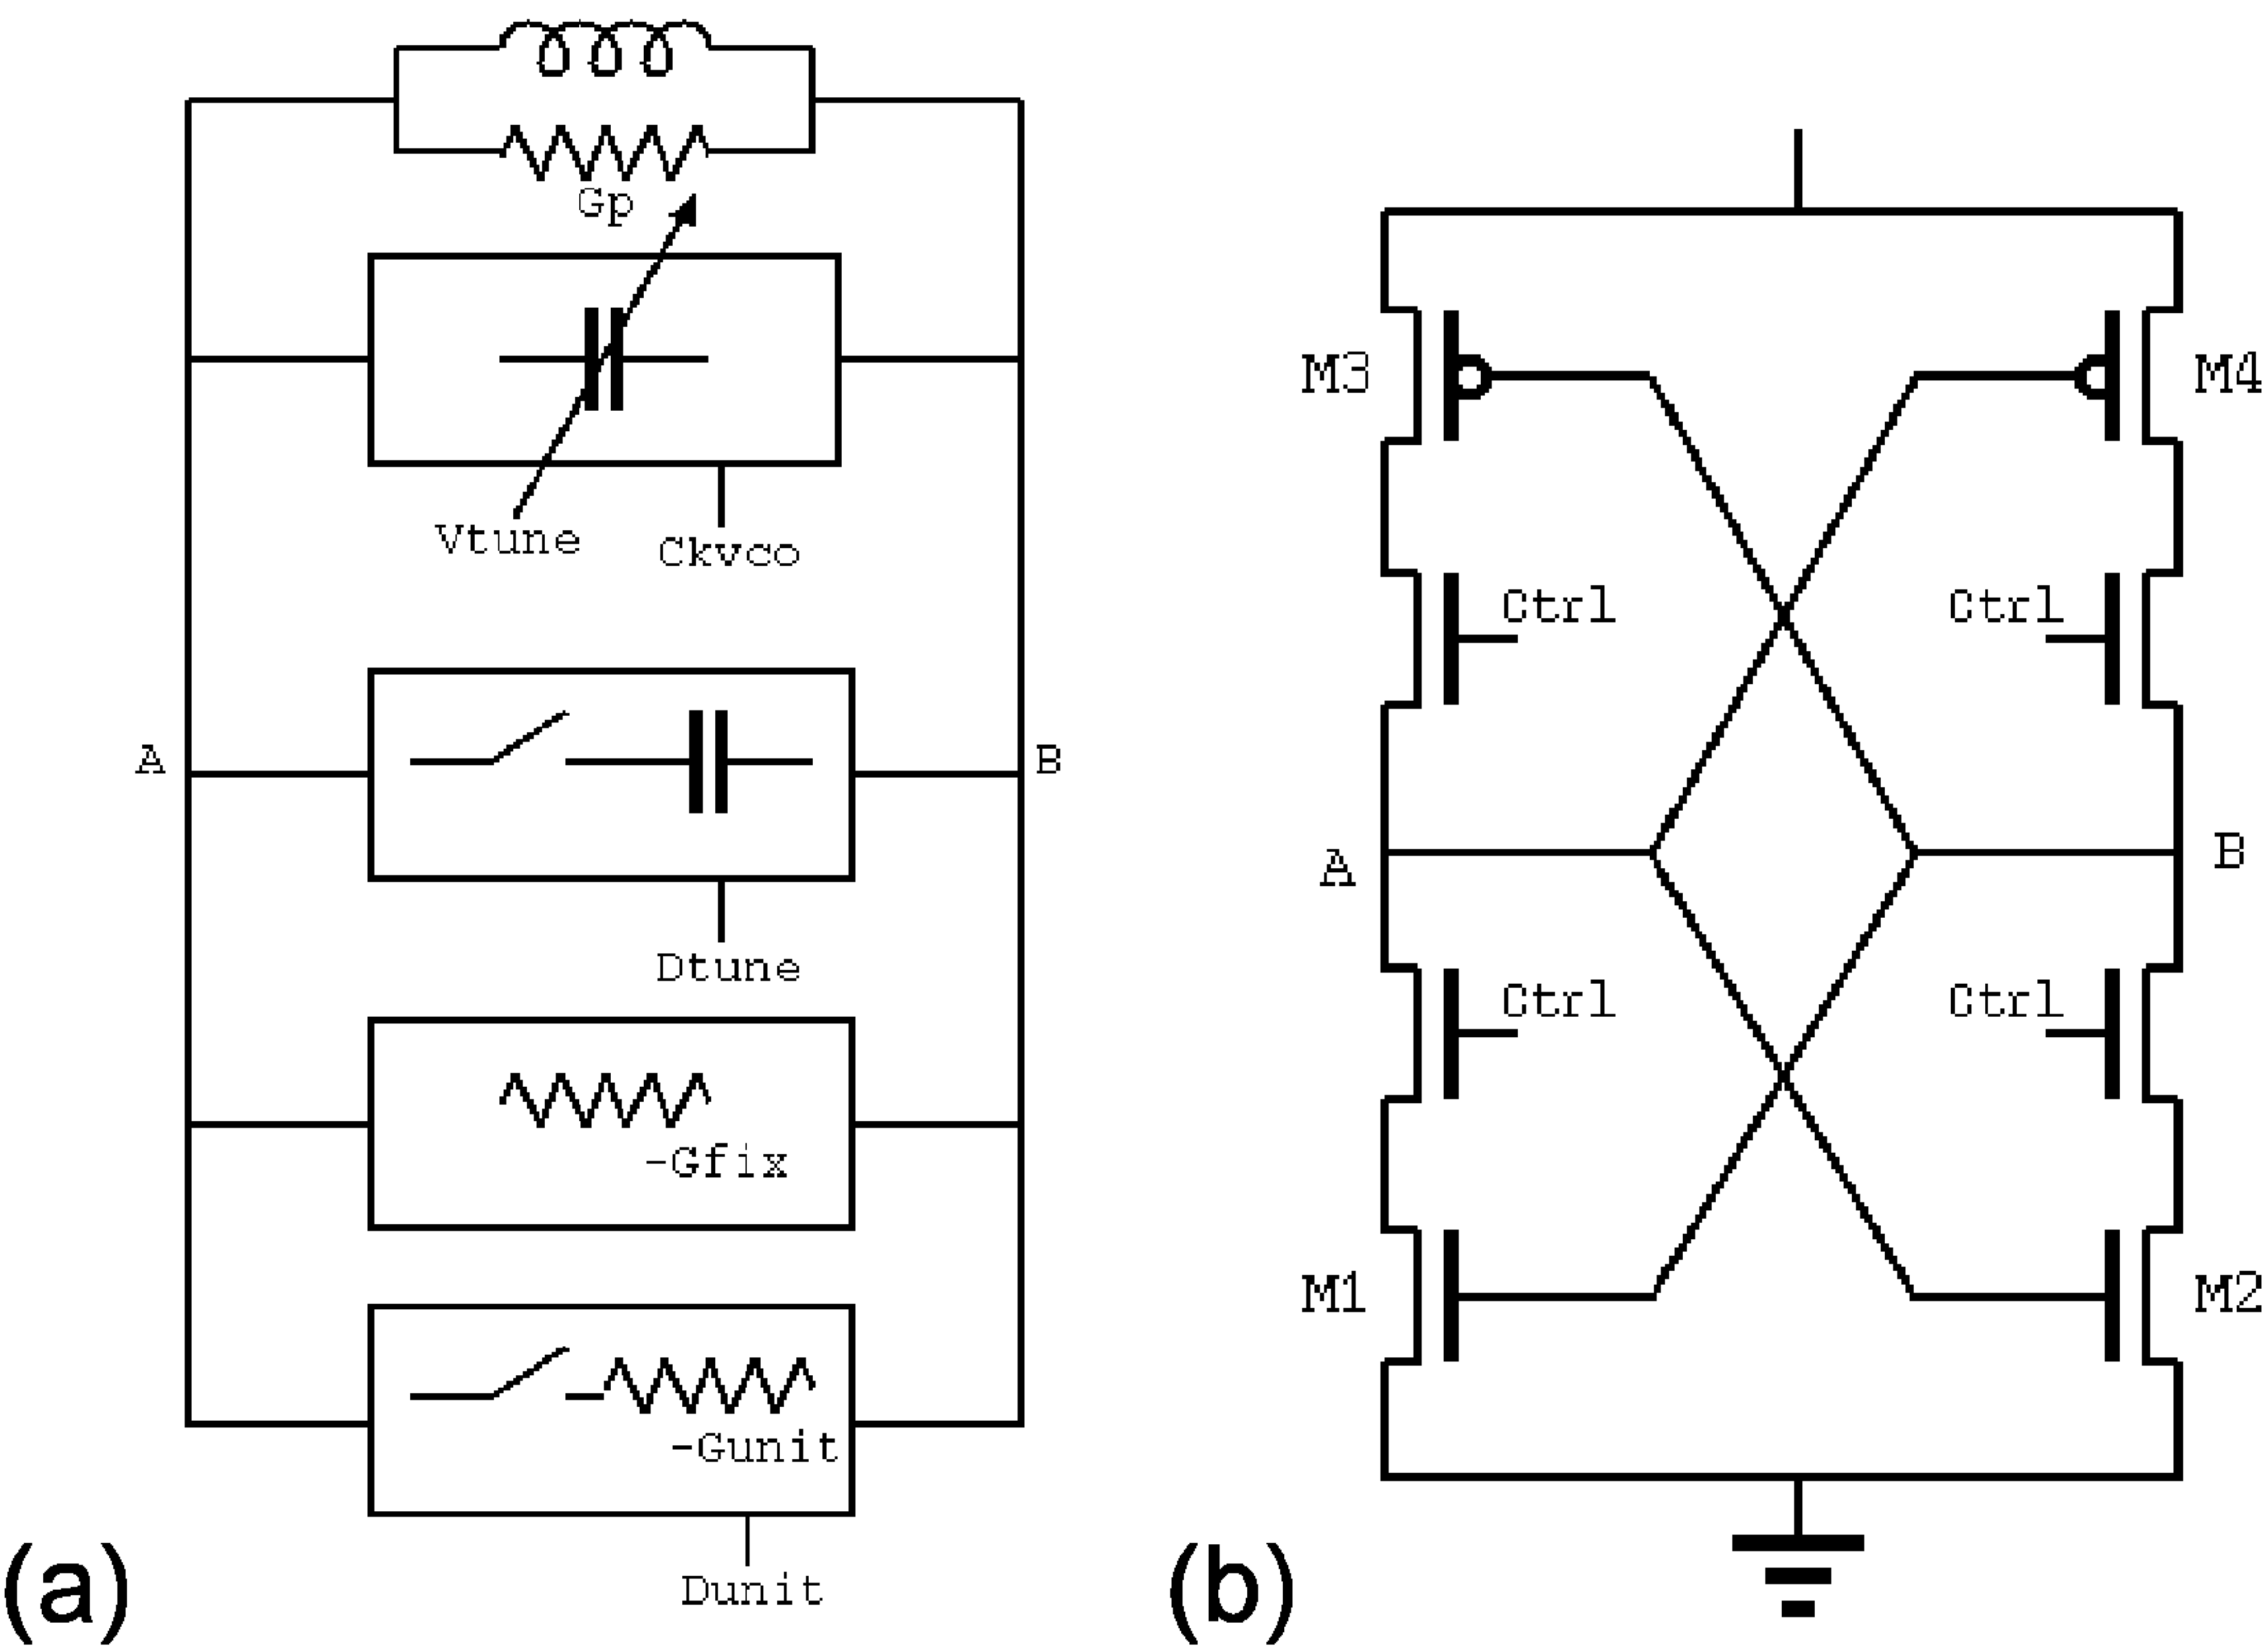 Gp
Vtune
Ckvco
A
B
Dtune
-Gfix
-Gunit
Dunit
(a)
M3
M4
Ctrl
Ctrl
A
B
Ctrl
Ctrl
M1
M2
(b)